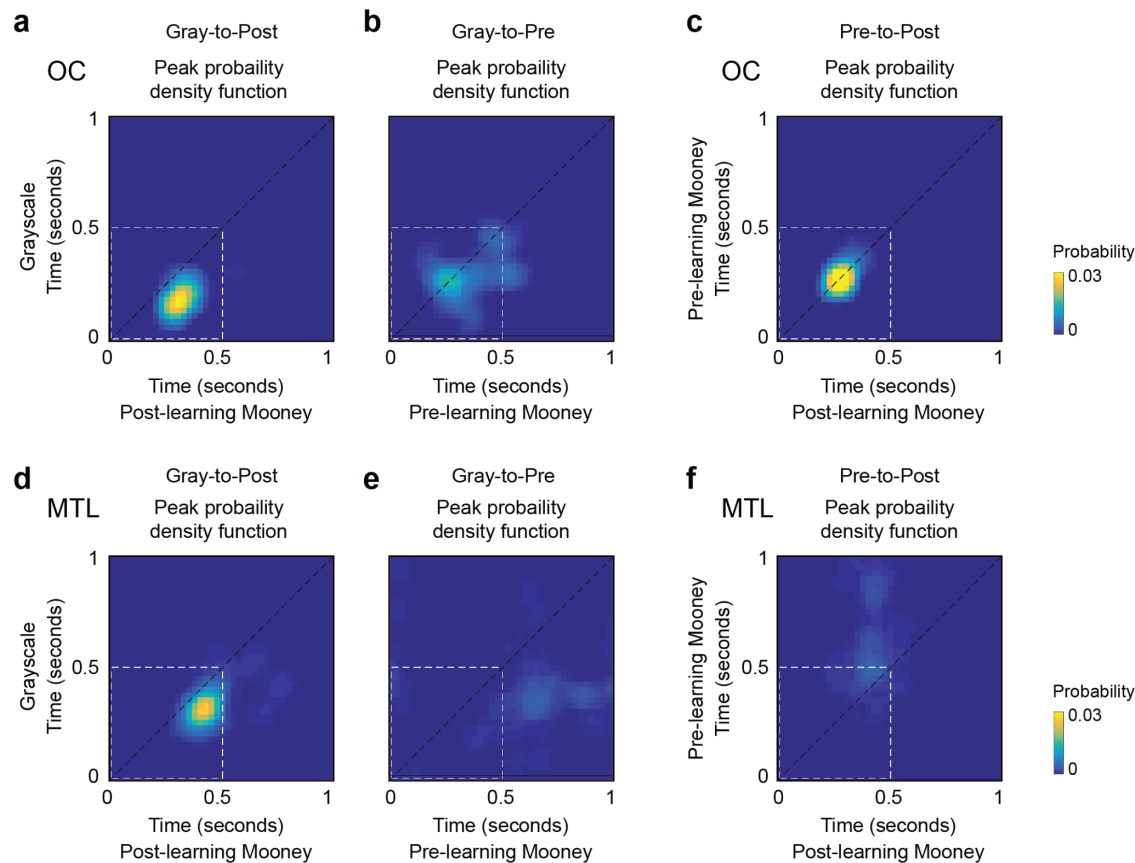 a
Gray-to-Post
OC
Peak probaility
density function
Grayscale
Time (seconds)
1
0.5
0
0
0.5
1
Time (seconds)
Post-learning Mooney
b
Gray-to-Pre
Peak probaility
density function
0
0.5
1
Time (seconds)
Pre-learning Mooney
c
Pre-to-Post
OC
Peak probaility
density function
Pre-learning Mooney
Time (seconds)
1
0.5
0
0
0.5
1
Time (seconds)
Post-learning Mooney
Probability
0.03
0
d
Gray-to-Post
MTL
Peak probaility
density function
Grayscale
Time (seconds)
1
0.5
0
0
0.5
1
Time (seconds)
Post-learning Mooney
e
Gray-to-Pre
Peak probaility
density function
0
0.5
1
Time (seconds)
Pre-learning Mooney
f
Pre-to-Post
MTL
Peak probaility
density function
Pre-learning Mooney
Time (seconds)
1
0.5
0
0
0.5
1
Time (seconds)
Post-learning Mooney
Probability
0.03
0